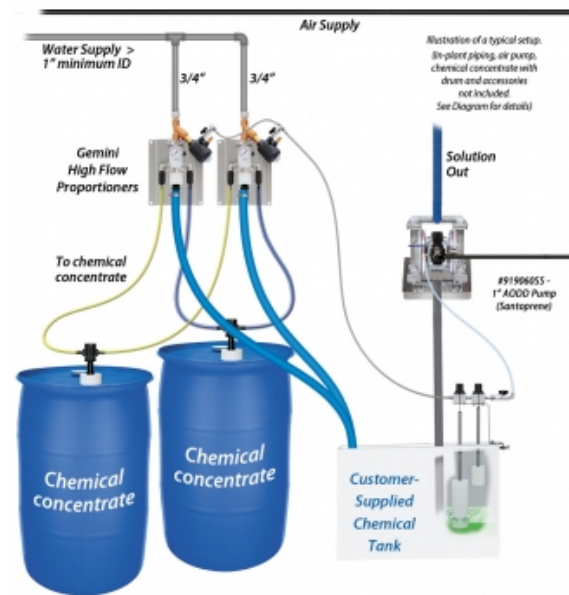 Air Supply
Water Supply >
1" minimum ID
3/4"
3/4"
Illustration of a typical setup.
(In-plant piping, air pump,
chemical concentrate with
drum and accessories
not included.
See Diagram for details)
Gemini
High Flow
Proportioners
Solution
Out
To chemical
concentrate
#91906055 -
1" AODD Pump
(Santoprene)
Chemical
concentrate
Chemical
concentrate
Customer-
Supplied
Chemical
Tank